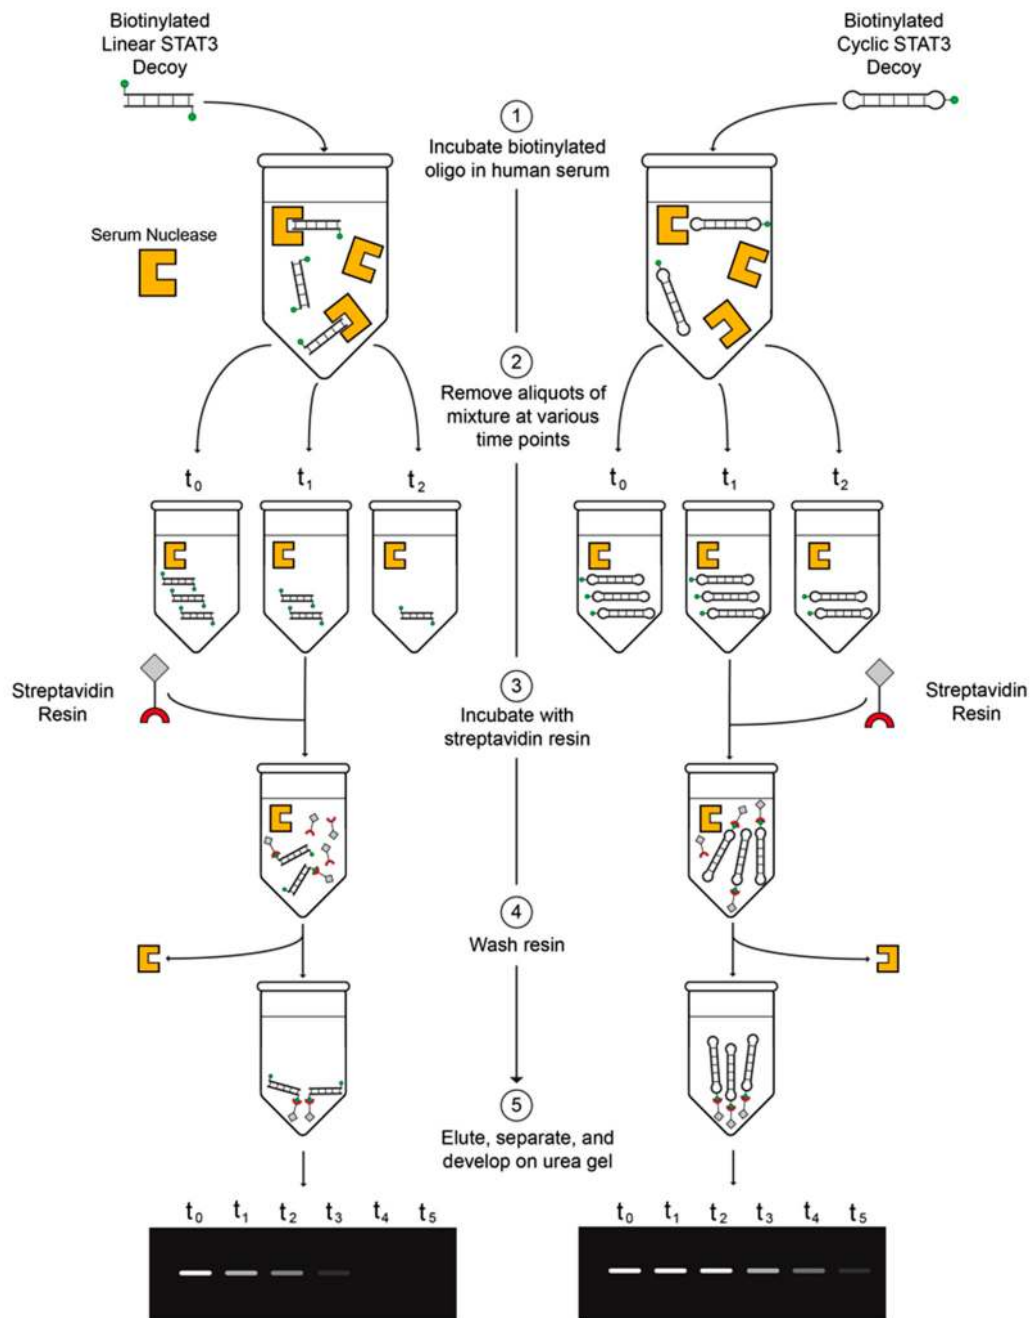 Biotinylated
Linear STAT3
Decoy
Biotinylated
Cyclic STAT3
Decoy
1
Incubate biotinylated
oligo in human serum
Serum Nuclease
2
Remove aliquots of
mixture at various
time points
t₀ t₁ t₂
t₀ t₁ t₂
Streptavidin
Resin
3
Incubate with
streptavidin resin
Streptavidin
Resin
4
Wash resin
5
Elute, separate, and
develop on urea gel
t₀ t₁ t₂ t₃ t₄ t₅
t₀ t₁ t₂ t₃ t₄ t₅